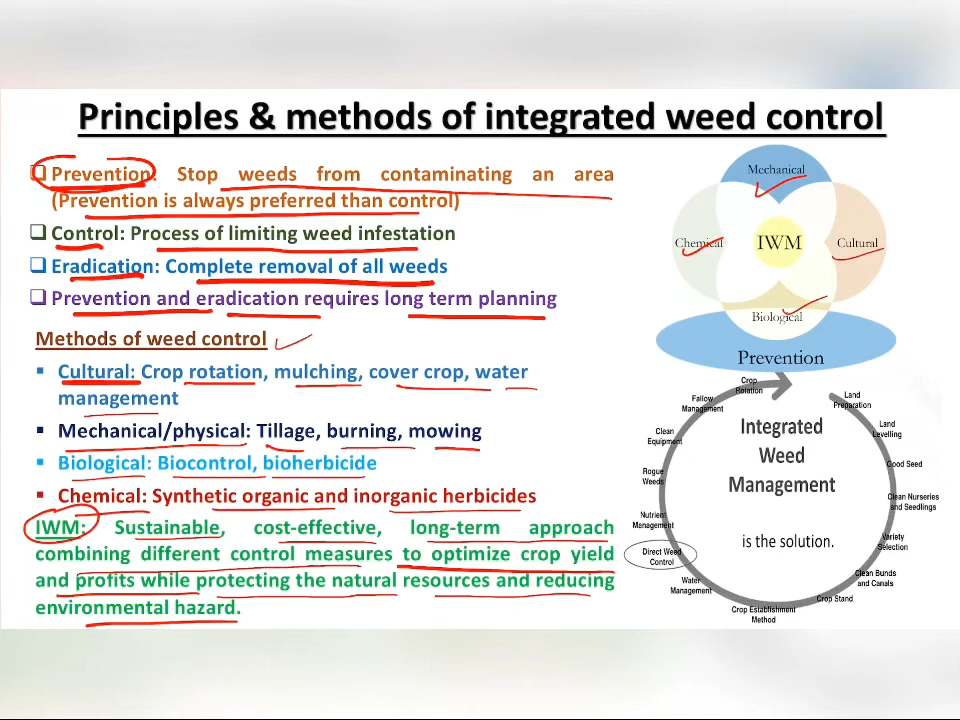 Principles & methods of integrated weed control
Prevention: Stop weeds from contaminating an area
(Prevention is always preferred than control)
Control: Process of limiting weed infestation
Eradication: Complete removal of all weeds
Prevention and eradication requires long term planning
Methods of weed control
Cultural: Crop rotation, mulching, cover crop, water
management
Mechanical/physical: Tillage, burning, mowing
Biological: Biocontrol, bioherbicide
Chemical: Synthetic organic and inorganic herbicides
IWM: Sustainable, cost-effective, long-term approach
combining different control measures to optimize crop yield
and profits while protecting the natural resources and reducing
environmental hazard.
Mechanical
Chemical
IWM
Cultural
Biological
Prevention
Crop
Rotation
Land
Preparation
Land
Levelling
Good Seed
Clean Nurseries
and Seedlings
Variety
Selection
Clean Bunds
and Canals
Crop Stand
Crop Establishment
Method
Water
Management
Direct Weed
Control
Nutrient
Management
Rogue
Weeds
Clean
Equipment
Fallow
Management
Integrated
Weed
Management
is the solution.